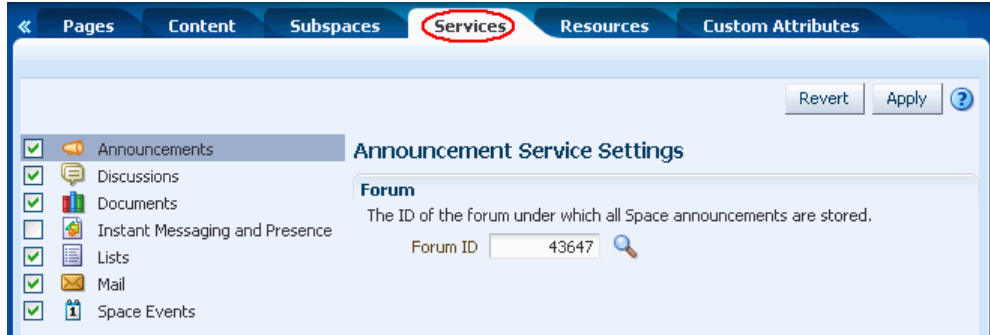 « Pages Content Subspaces Services Resources Custom Attributes
Revert Apply ?
Announcements
Announcement Service Settings
Discussions
Forum
Documents
The ID of the forum under which all Space announcements are stored.
Instant Messaging and Presence
Forum ID 43647
Lists
Mail
1 Space Events